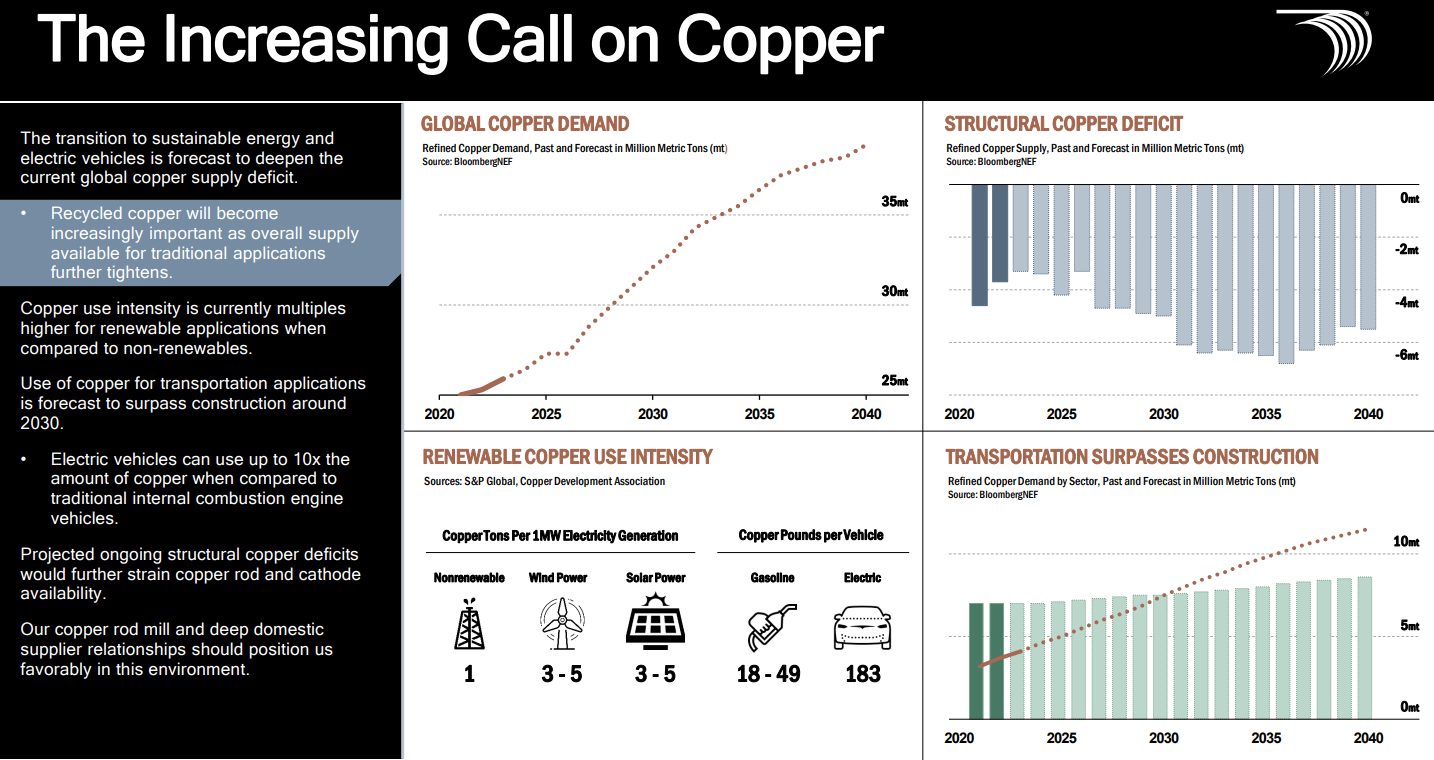 The Increasing Call on Copper
®
The transition to sustainable energy and
electric vehicles is forecast to deepen the
current global copper supply deficit.
• Recycled copper will become
increasingly important as overall supply
available for traditional applications
further tightens.
Copper use intensity is currently multiples
higher for renewable applications when
compared to non-renewables.
Use of copper for transportation applications
is forecast to surpass construction around
2030.
• Electric vehicles can use up to 10x the
amount of copper when compared to
traditional internal combustion engine
vehicles.
Projected ongoing structural copper deficits
would further strain copper rod and cathode
availability.
Our copper rod mill and deep domestic
supplier relationships should position us
favorably in this environment.
GLOBAL COPPER DEMAND
Refined Copper Demand, Past and Forecast in Million Metric Tons (mt)
Source: BloombergNEF
35mt
30mt
25mt
2020 2025 2030 2035 2040
STRUCTURAL COPPER DEFICIT
Refined Copper Supply, Past and Forecast in Million Metric Tons (mt)
Source: BloombergNEF
0mt
-2mt
-4mt
-6mt
2020 2025 2030 2035 2040
RENEWABLE COPPER USE INTENSITY
Sources: S&P Global, Copper Development Association
Copper Tons Per 1MW Electricity Generation
Nonrenewable Wind Power Solar Power
1 3 - 5 3 - 5
Copper Pounds per Vehicle
Gasoline Electric
18 - 49 183
TRANSPORTATION SURPASSES CONSTRUCTION
Refined Copper Demand by Sector, Past and Forecast in Million Metric Tons (mt)
Source: BloombergNEF
10mt
5mt
0mt
2020 2025 2030 2035 2040